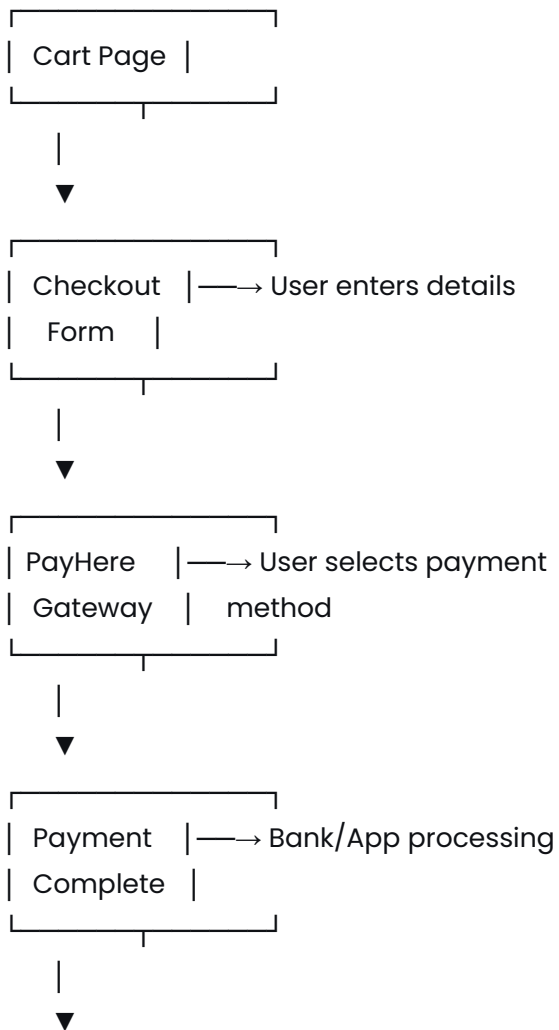 ┌─────────────┐
│ Cart Page │
└──────┬──────┘
│
▼
┌─────────────┐
│ Checkout │──→ User enters details
│ Form │
└──────┬──────┘
│
▼
┌─────────────┐
│ PayHere │──→ User selects payment
│ Gateway │ method
└──────┬──────┘
│
▼
┌─────────────┐
│ Payment │──→ Bank/App processing
│ Complete │
└──────┬──────┘
│
▼